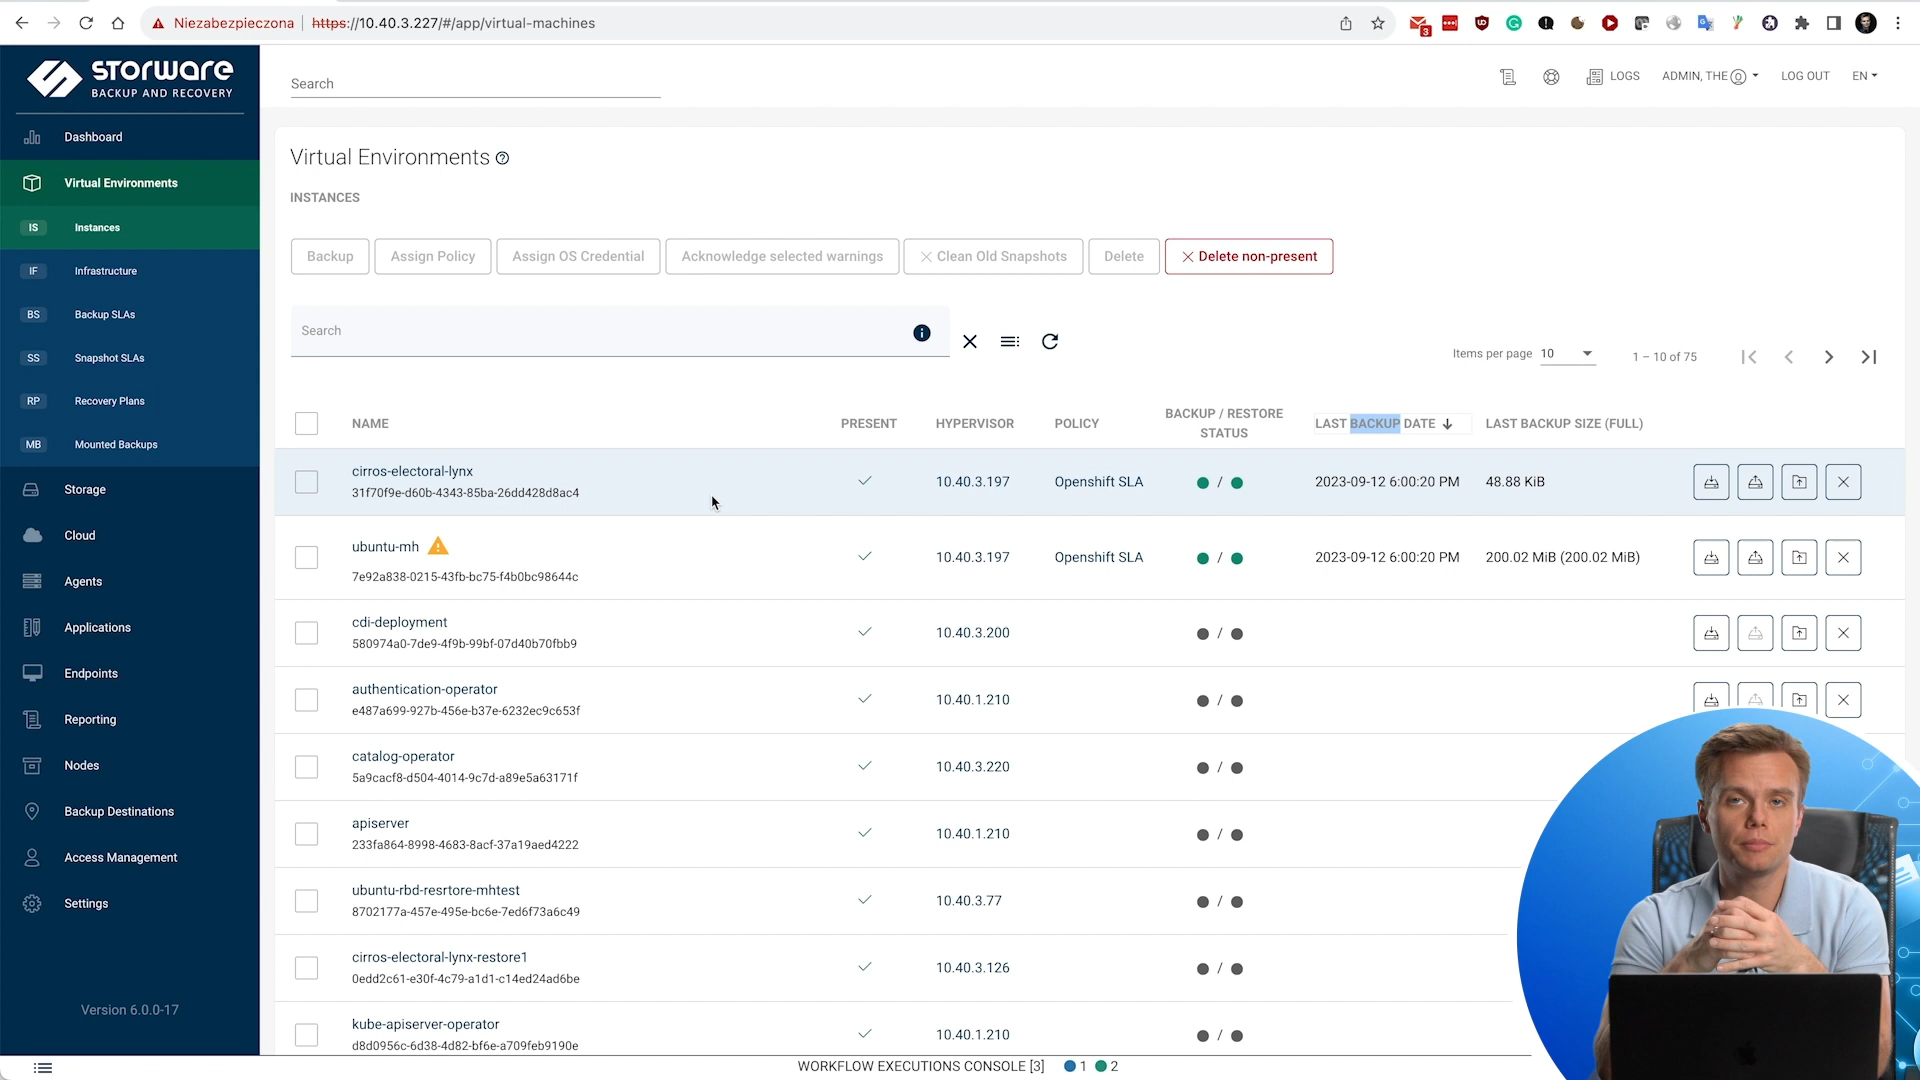 Niezabezpieczona https://10.40.3.227/#/app/virtual-machines
3
STORWARE
BACKUP AND RECOVERY
Search
LOGS
ADMIN, THE
LOG OUT
EN
Dashboard
Virtual Environments
IS Instances
IF Infrastructure
BS Backup SLAs
SS Snapshot SLAs
RP Recovery Plans
MB Mounted Backups
Storage
Cloud
Agents
Applications
Endpoints
Reporting
Nodes
Backup Destinations
Access Management
Settings
Version 6.0.0-17
Virtual Environments
INSTANCES
Backup Assign Policy Assign OS Credential Acknowledge selected warnings Clean Old Snapshots Delete Delete non-present
Search
Items per page 10 1 – 10 of 75
NAME PRESENT HYPERVISOR POLICY BACKUP / RESTORE STATUS LAST BACKUP DATE LAST BACKUP SIZE (FULL)
cirros-electoral-lynx
31f70f9e-d60b-4343-85ba-26dd428d8ac4
10.40.3.197 Openshift SLA / 2023-09-12 6:00:20 PM 48.88 KiB
ubuntu-mh
7e92a838-0215-43fb-bc75-f4b0bc98644c
10.40.3.197 Openshift SLA / 2023-09-12 6:00:20 PM 200.02 MiB (200.02 MiB)
cdi-deployment
580974a0-7de9-4f9b-99bf-07d40b70fbb9
10.40.3.200 /
authentication-operator
e487a699-927b-456e-b37e-6232ec9c653f
10.40.1.210 /
catalog-operator
5a9cacf8-d504-4014-9c7d-a89e5a63171f
10.40.3.220 /
apiserver
233fa864-8998-4683-8acf-37a19aed4222
10.40.1.210 /
ubuntu-rbd-resrtore-mhtest
8702177a-457e-495e-bc6e-7ed6f73a6c49
10.40.3.77 /
cirros-electoral-lynx-restore1
0edd2c61-e30f-4c79-a1d1-c14ed24ad6be
10.40.3.126 /
kube-apiserver-operator
d8d0956c-6d38-4d82-bf6e-a709feb9190e
10.40.1.210 /
WORKFLOW EXECUTIONS CONSOLE [3] 1 2